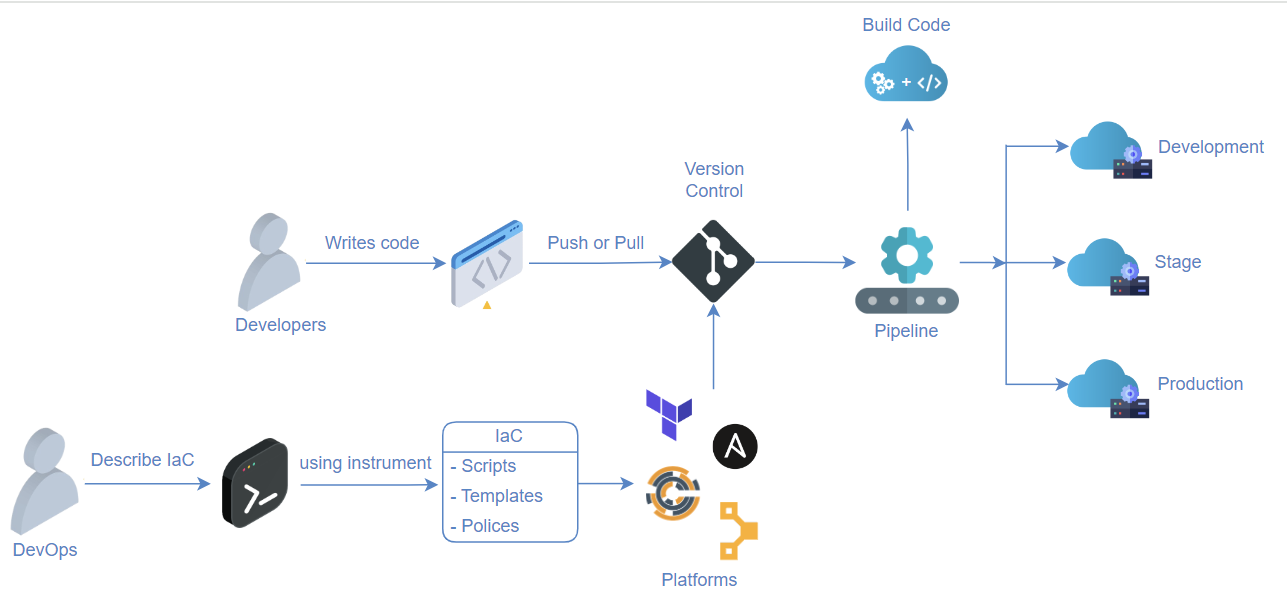 Build Code
+ </>
Development
Version
Control
Writes code
Push or Pull
</>
Stage
Developers
Pipeline
Production
IaC
Describe IaC
using instrument
- Scripts
- Templates
- Polices
DevOps
Platforms